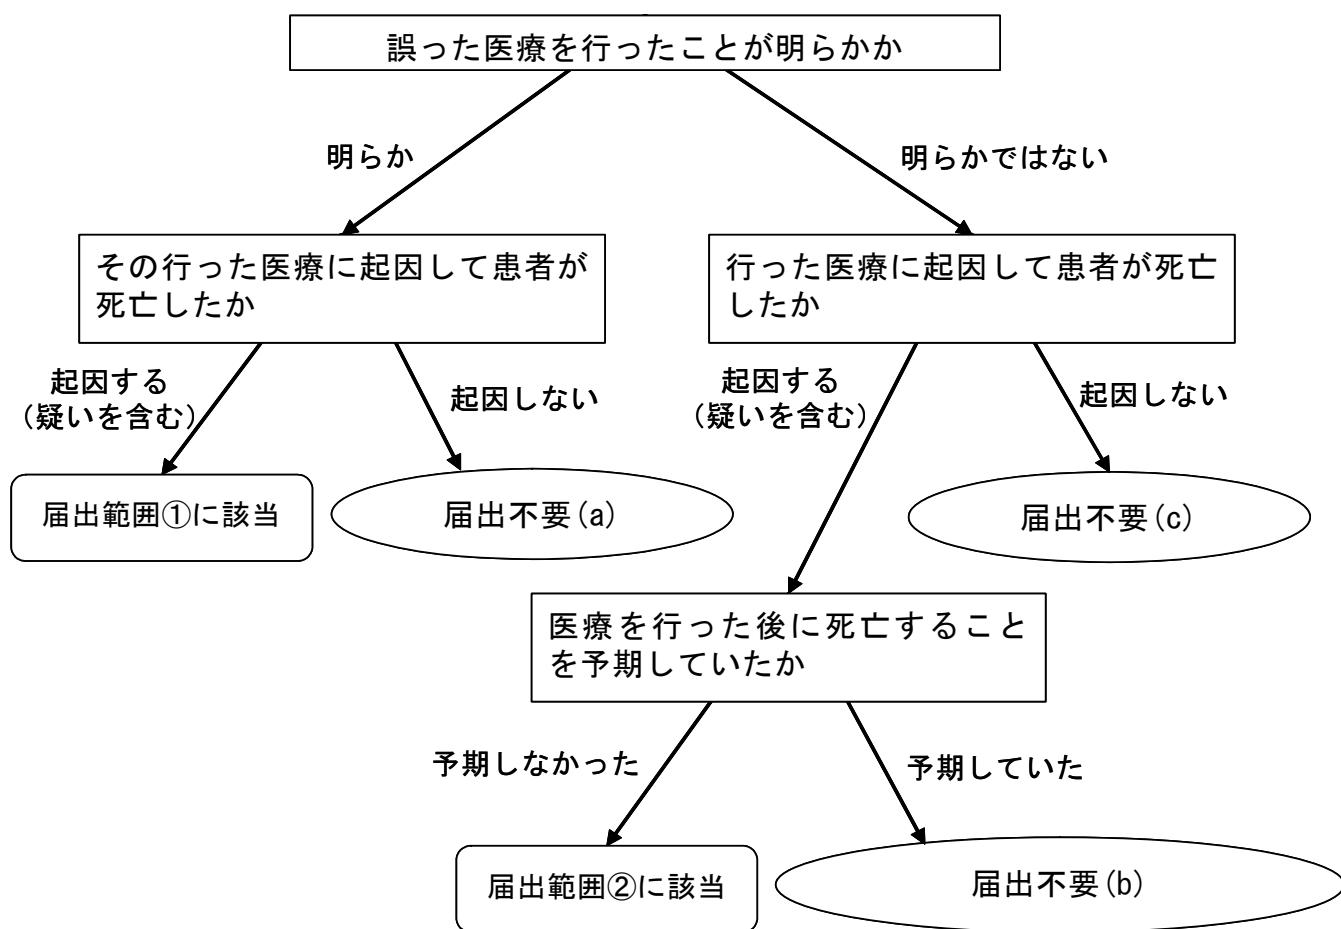 誤った医療を行ったことが明らかか
明らか
明らかではない
その行った医療に起因して患者が
死亡したか
行った医療に起因して患者が死亡
したか
起因する
(疑いを含む)
起因しない
起因する
(疑いを含む)
起因しない
届出範囲①に該当
届出不要(a)
届出不要(c)
医療を行った後に死亡すること
を予期していたか
予期しなかった
予期していた
届出範囲②に該当
届出不要(b)